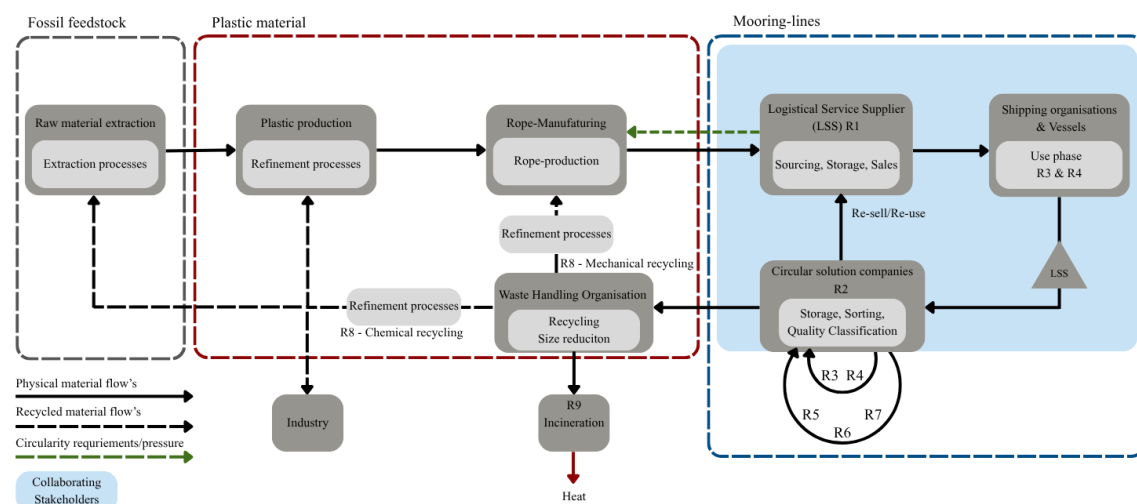 Fossil feedstock
Plastic material
Mooring-lines
Raw material extraction
Extraction processes
Plastic production
Refinement processes
Rope-Manufaturing
Rope-production
Logistical Service Supplier
(LSS) R1
Sourcing, Storage, Sales
Shipping organisations
& Vessels
Use phase
R3 & R4
Re-sell/Re-use
Refinement processes
R8 - Mechanical recycling
LSS
Circular solution companies
R2
Storage, Sorting,
Quality Classification
Waste Handling Organisation
Recycling
Size reduciton
Refinement processes
R8 - Chemical recycling
R3 R4
R5 R7
R6
Physical material flow's
Recycled material flow's
Circularity requriements/pressure
Collaborating
Stakeholders
Industry
R9
Incineration
Heat